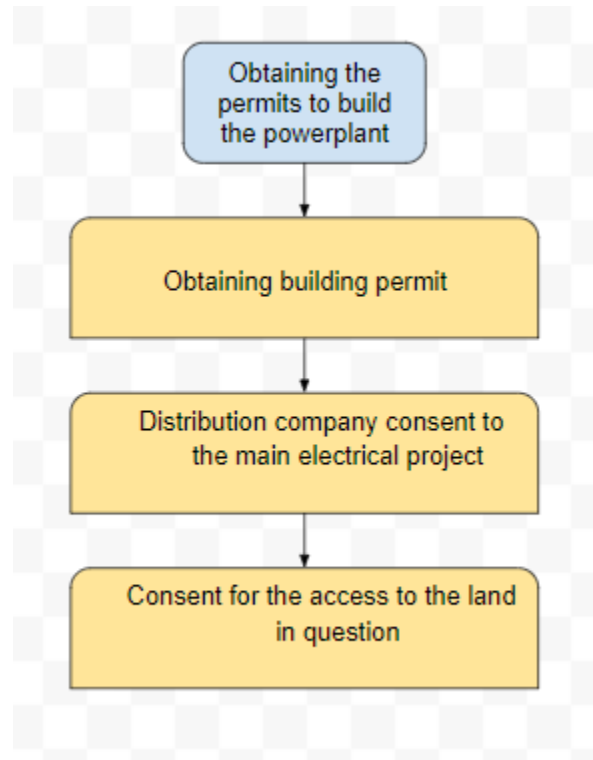 Obtaining the
permits to build
the powerplant
Obtaining building permit
Distribution company consent to
the main electrical project
Consent for the access to the land
in question